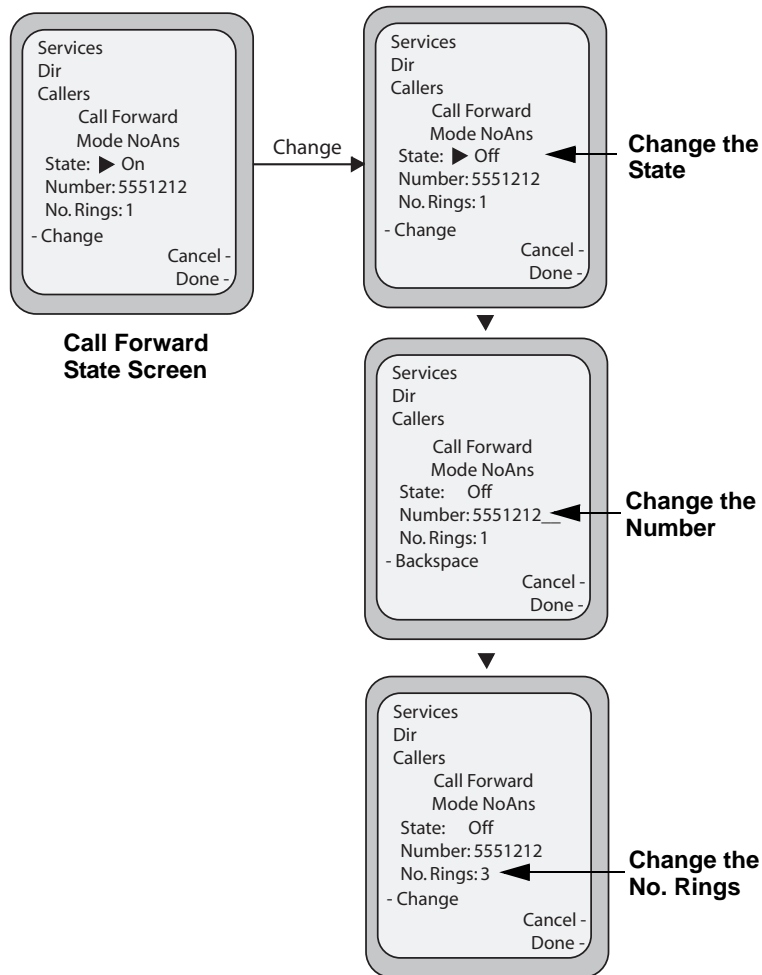 Services
Dir
Callers
Call Forward
Mode NoAns
State: ▶ On
Number: 5551212
No. Rings: 1
- Change
Cancel -
Done -
Call Forward
State Screen
Change
Services
Dir
Callers
Call Forward
Mode NoAns
State: ▶ Off
Number: 5551212
No. Rings: 1
- Change
Cancel -
Done -
Change the
State
Services
Dir
Callers
Call Forward
Mode NoAns
State: Off
Number: 5551212__
No. Rings: 1
- Backspace
Cancel -
Done -
Change the
Number
Services
Dir
Callers
Call Forward
Mode NoAns
State: Off
Number: 5551212
No. Rings: 3
- Change
Cancel -
Done -
Change the
No. Rings